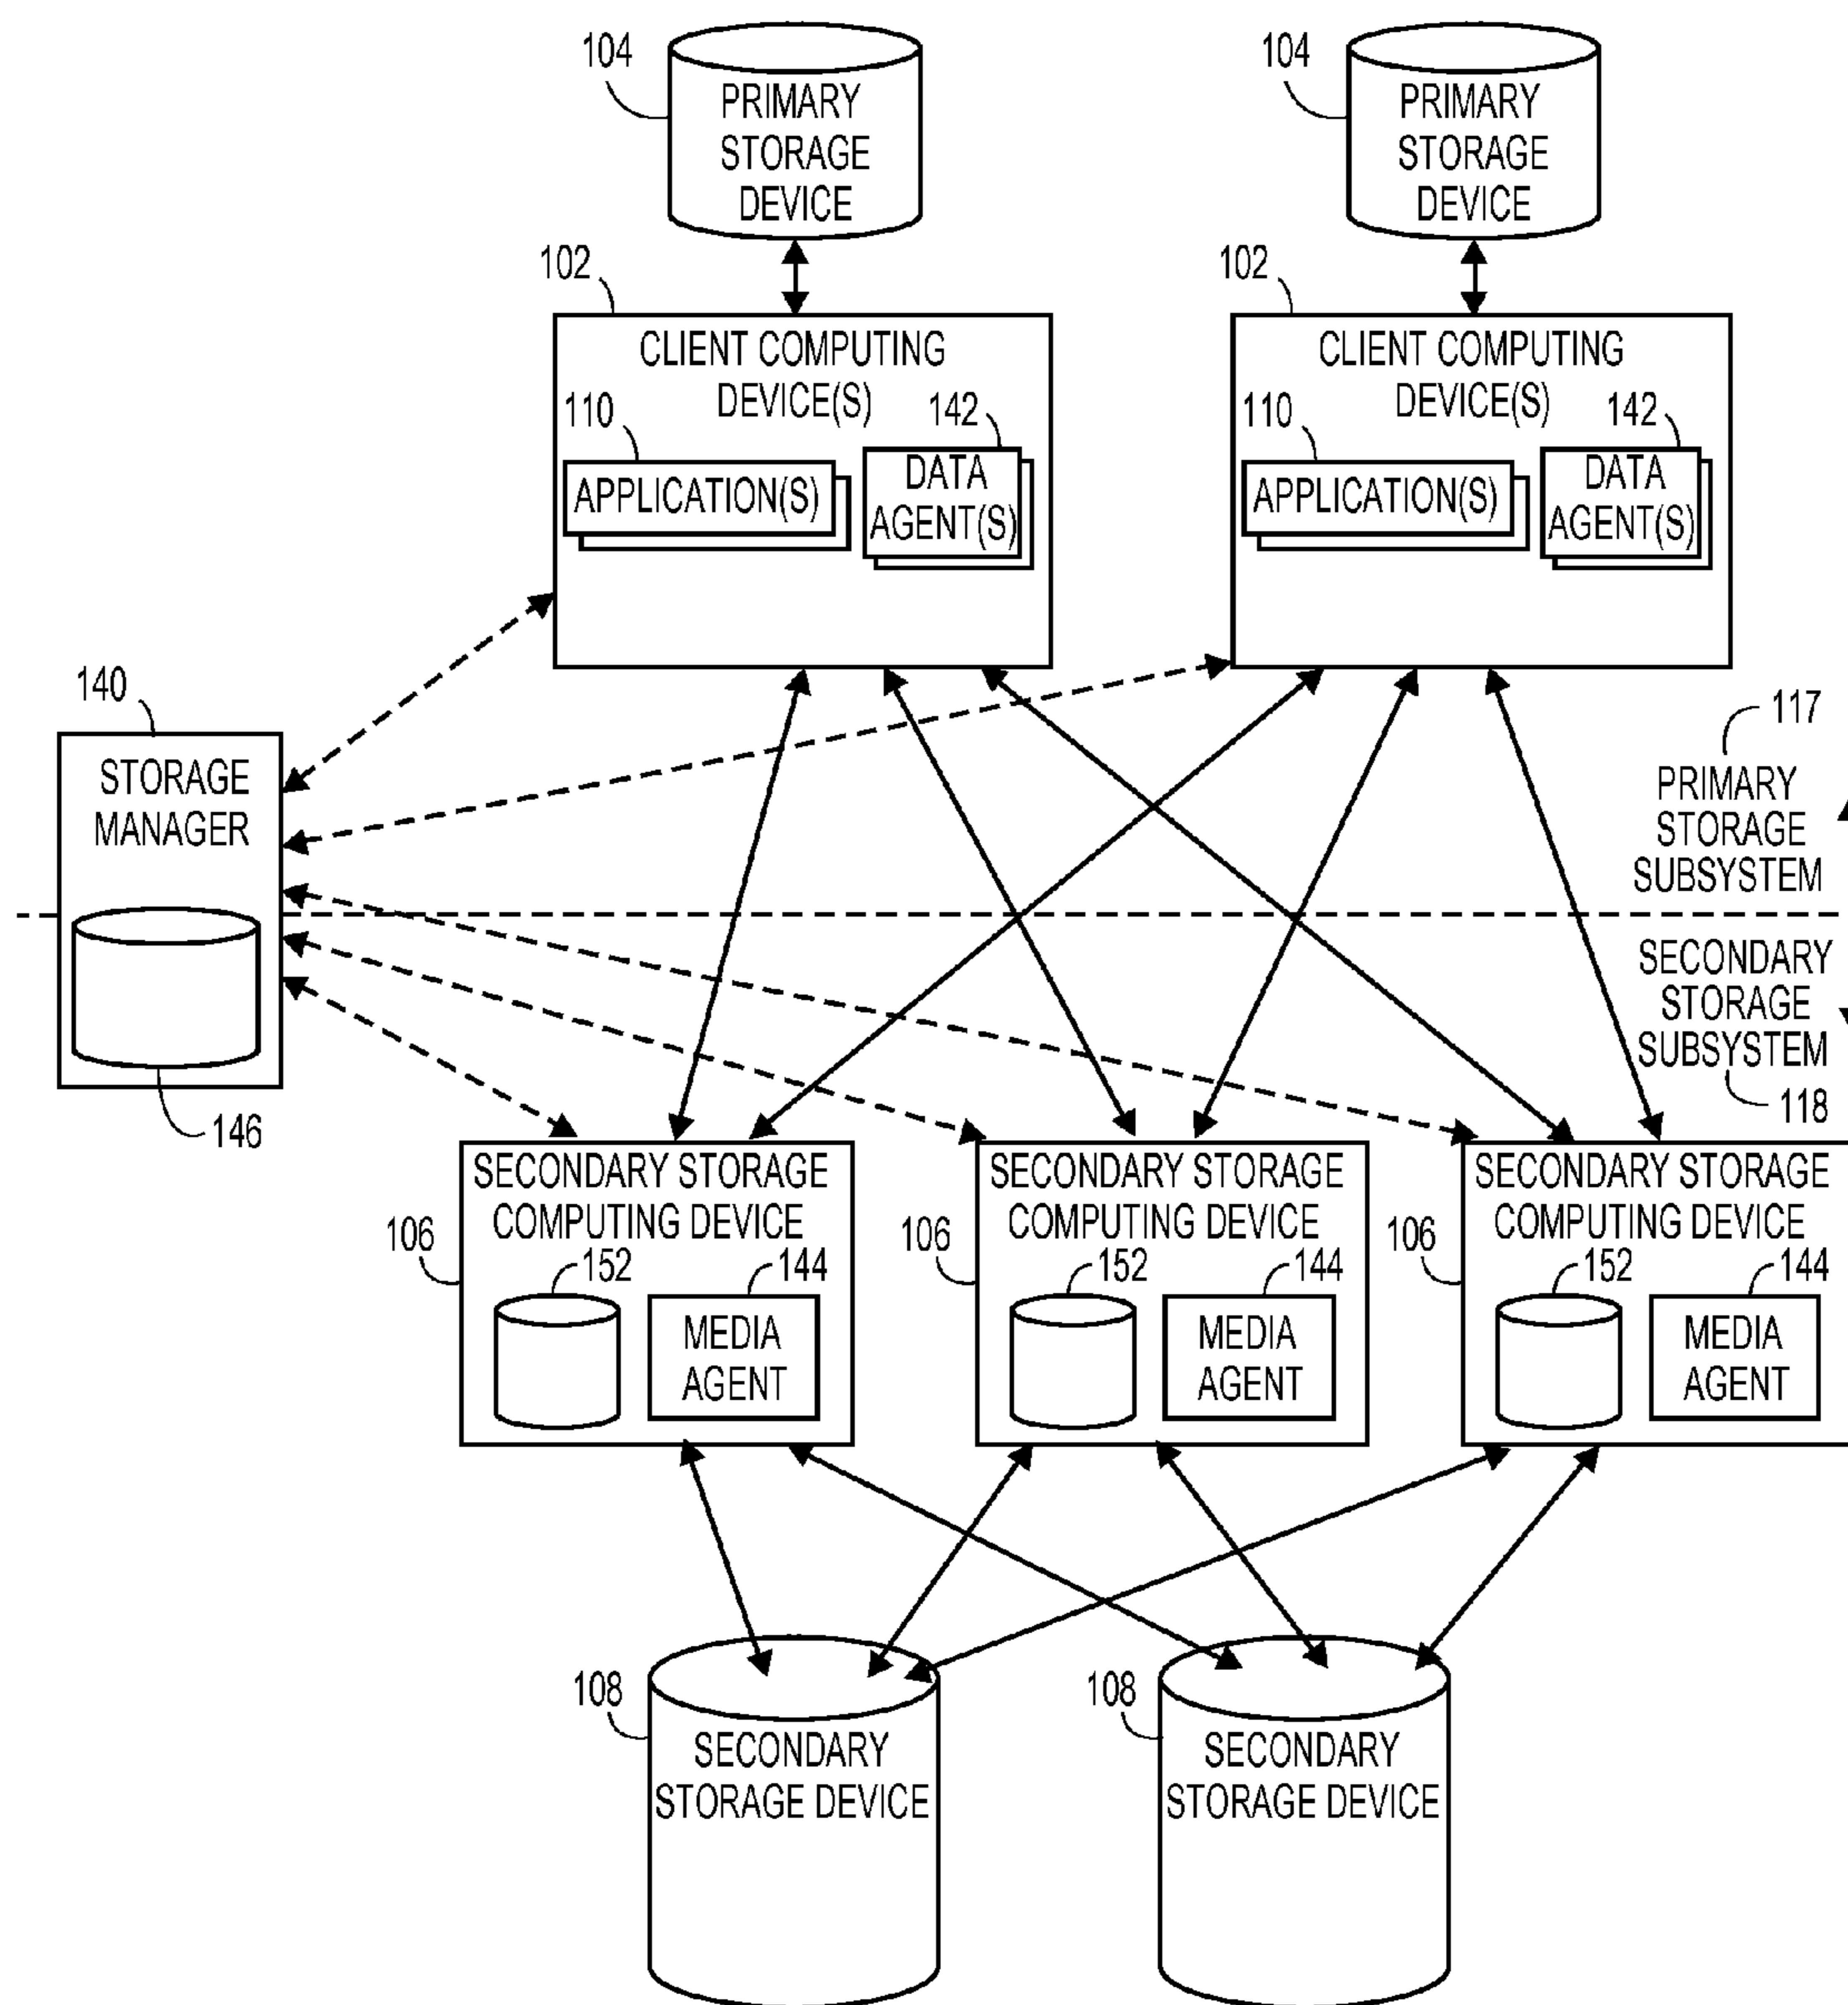 104
PRIMARY
STORAGE
DEVICE
104
PRIMARY
STORAGE
DEVICE
102
CLIENT COMPUTING
DEVICE(S)
110
APPLICATION(S)
142
DATA
AGENT(S)
102
CLIENT COMPUTING
DEVICE(S)
110
APPLICATION(S)
142
DATA
AGENT(S)
140
STORAGE
MANAGER
146
117
PRIMARY
STORAGE
SUBSYSTEM
SECONDARY
STORAGE
SUBSYSTEM
118
106
SECONDARY STORAGE
COMPUTING DEVICE
152
144
MEDIA
AGENT
106
SECONDARY STORAGE
COMPUTING DEVICE
152
144
MEDIA
AGENT
106
SECONDARY STORAGE
COMPUTING DEVICE
152
144
MEDIA
AGENT
108
SECONDARY
STORAGE DEVICE
108
SECONDARY
STORAGE DEVICE